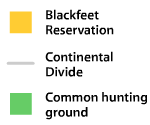 Blackfeet
Reservation
Continental
Divide
Common hunting
ground